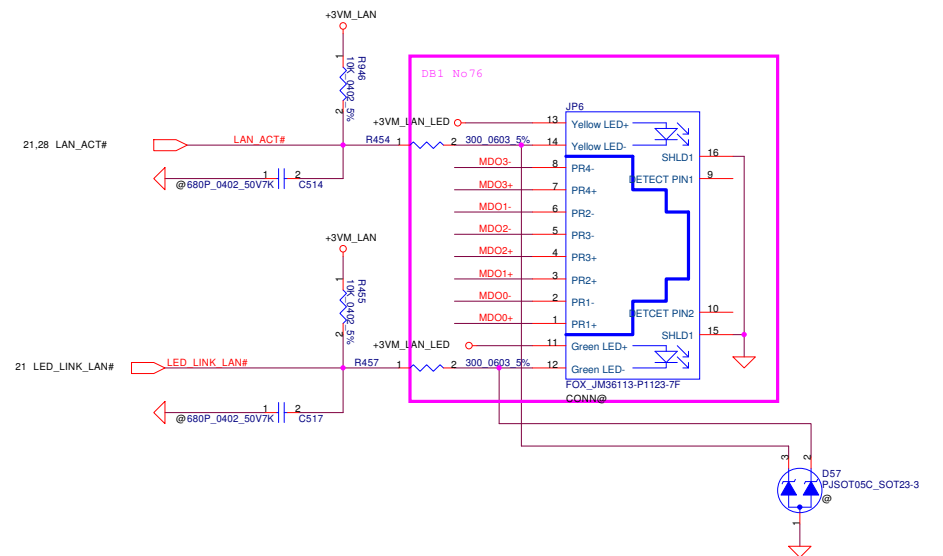 +3VM_LAN
1
R946
10K_0402_5%
2
DB1 No76
JP6
+3VM_LAN_LED
13
Yellow LED+
21,28 LAN_ACT#
LAN_ACT#
R454
1
2
300_0603_5%
14
Yellow LED-
SHLD1
16
MDO3-
8
PR4-
DETECT PIN1
9
@680P_0402_50V7K
1
2
C514
MDO3+
7
PR4+
MDO1-
6
PR2-
MDO2-
5
PR3-
+3VM_LAN
MDO2+
4
PR3+
1
R455
10K_0402_5%
2
MDO1+
3
PR2+
MDO0-
2
PR1-
DETCET PIN2
10
MDO0+
1
PR1+
SHLD1
15
+3VM_LAN_LED
11
Green LED+
21 LED_LINK_LAN#
LED_LINK_LAN#
R457
1
2
300_0603_5%
12
Green LED-
FOX_JM36113-P1123-7F
CONN@
@680P_0402_50V7K
1
2
C517
3
2
D57
PJSOT05C_SOT23-3
@
1